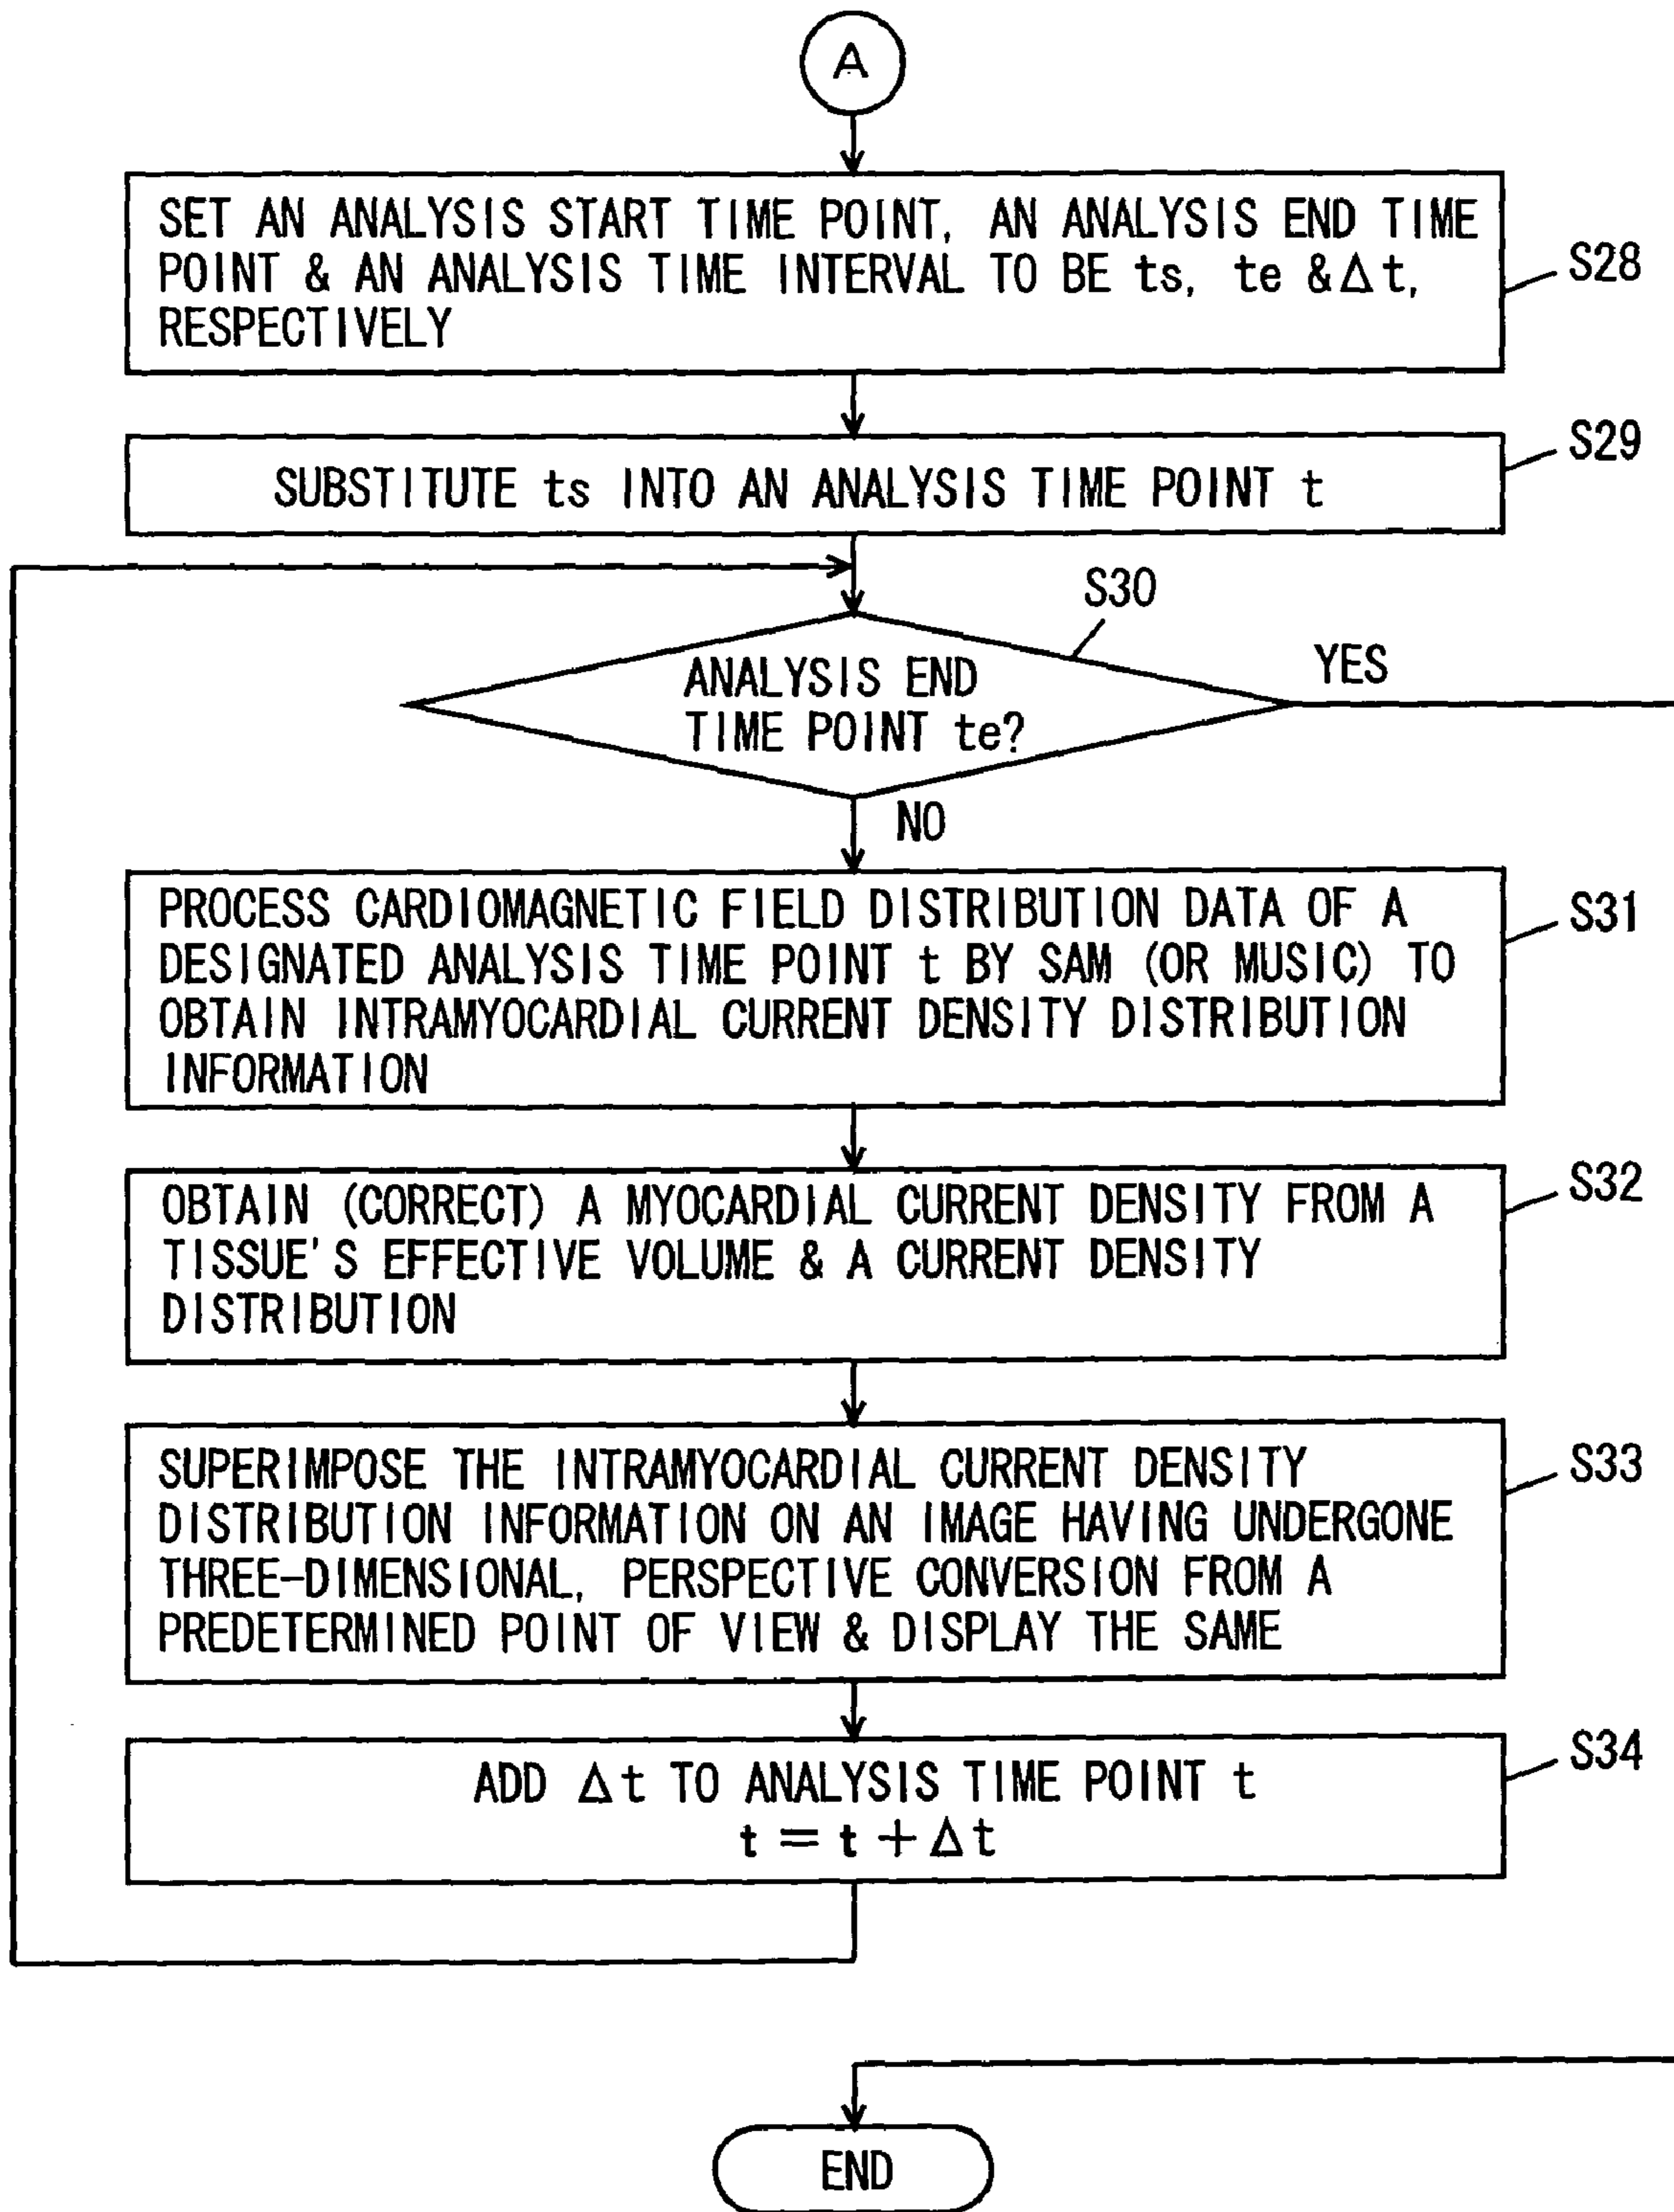 A
SET AN ANALYSIS START TIME POINT, AN ANALYSIS END TIME
POINT & AN ANALYSIS TIME INTERVAL TO BE ts, te &Δt,
RESPECTIVELY
S28
SUBSTITUTE ts INTO AN ANALYSIS TIME POINT t
S29
S30
ANALYSIS END
TIME POINT te?
YES
NO
PROCESS CARDIOMAGNETIC FIELD DISTRIBUTION DATA OF A
DESIGNATED ANALYSIS TIME POINT t BY SAM (OR MUSIC) TO
OBTAIN INTRAMYOCARDIAL CURRENT DENSITY DISTRIBUTION
INFORMATION
S31
OBTAIN (CORRECT) A MYOCARDIAL CURRENT DENSITY FROM A
TISSUE'S EFFECTIVE VOLUME & A CURRENT DENSITY
DISTRIBUTION
S32
SUPERIMPOSE THE INTRAMYOCARDIAL CURRENT DENSITY
DISTRIBUTION INFORMATION ON AN IMAGE HAVING UNDERGONE
THREE-DIMENSIONAL, PERSPECTIVE CONVERSION FROM A
PREDETERMINED POINT OF VIEW & DISPLAY THE SAME
S33
ADD Δt TO ANALYSIS TIME POINT t
t = t + Δt
S34
END